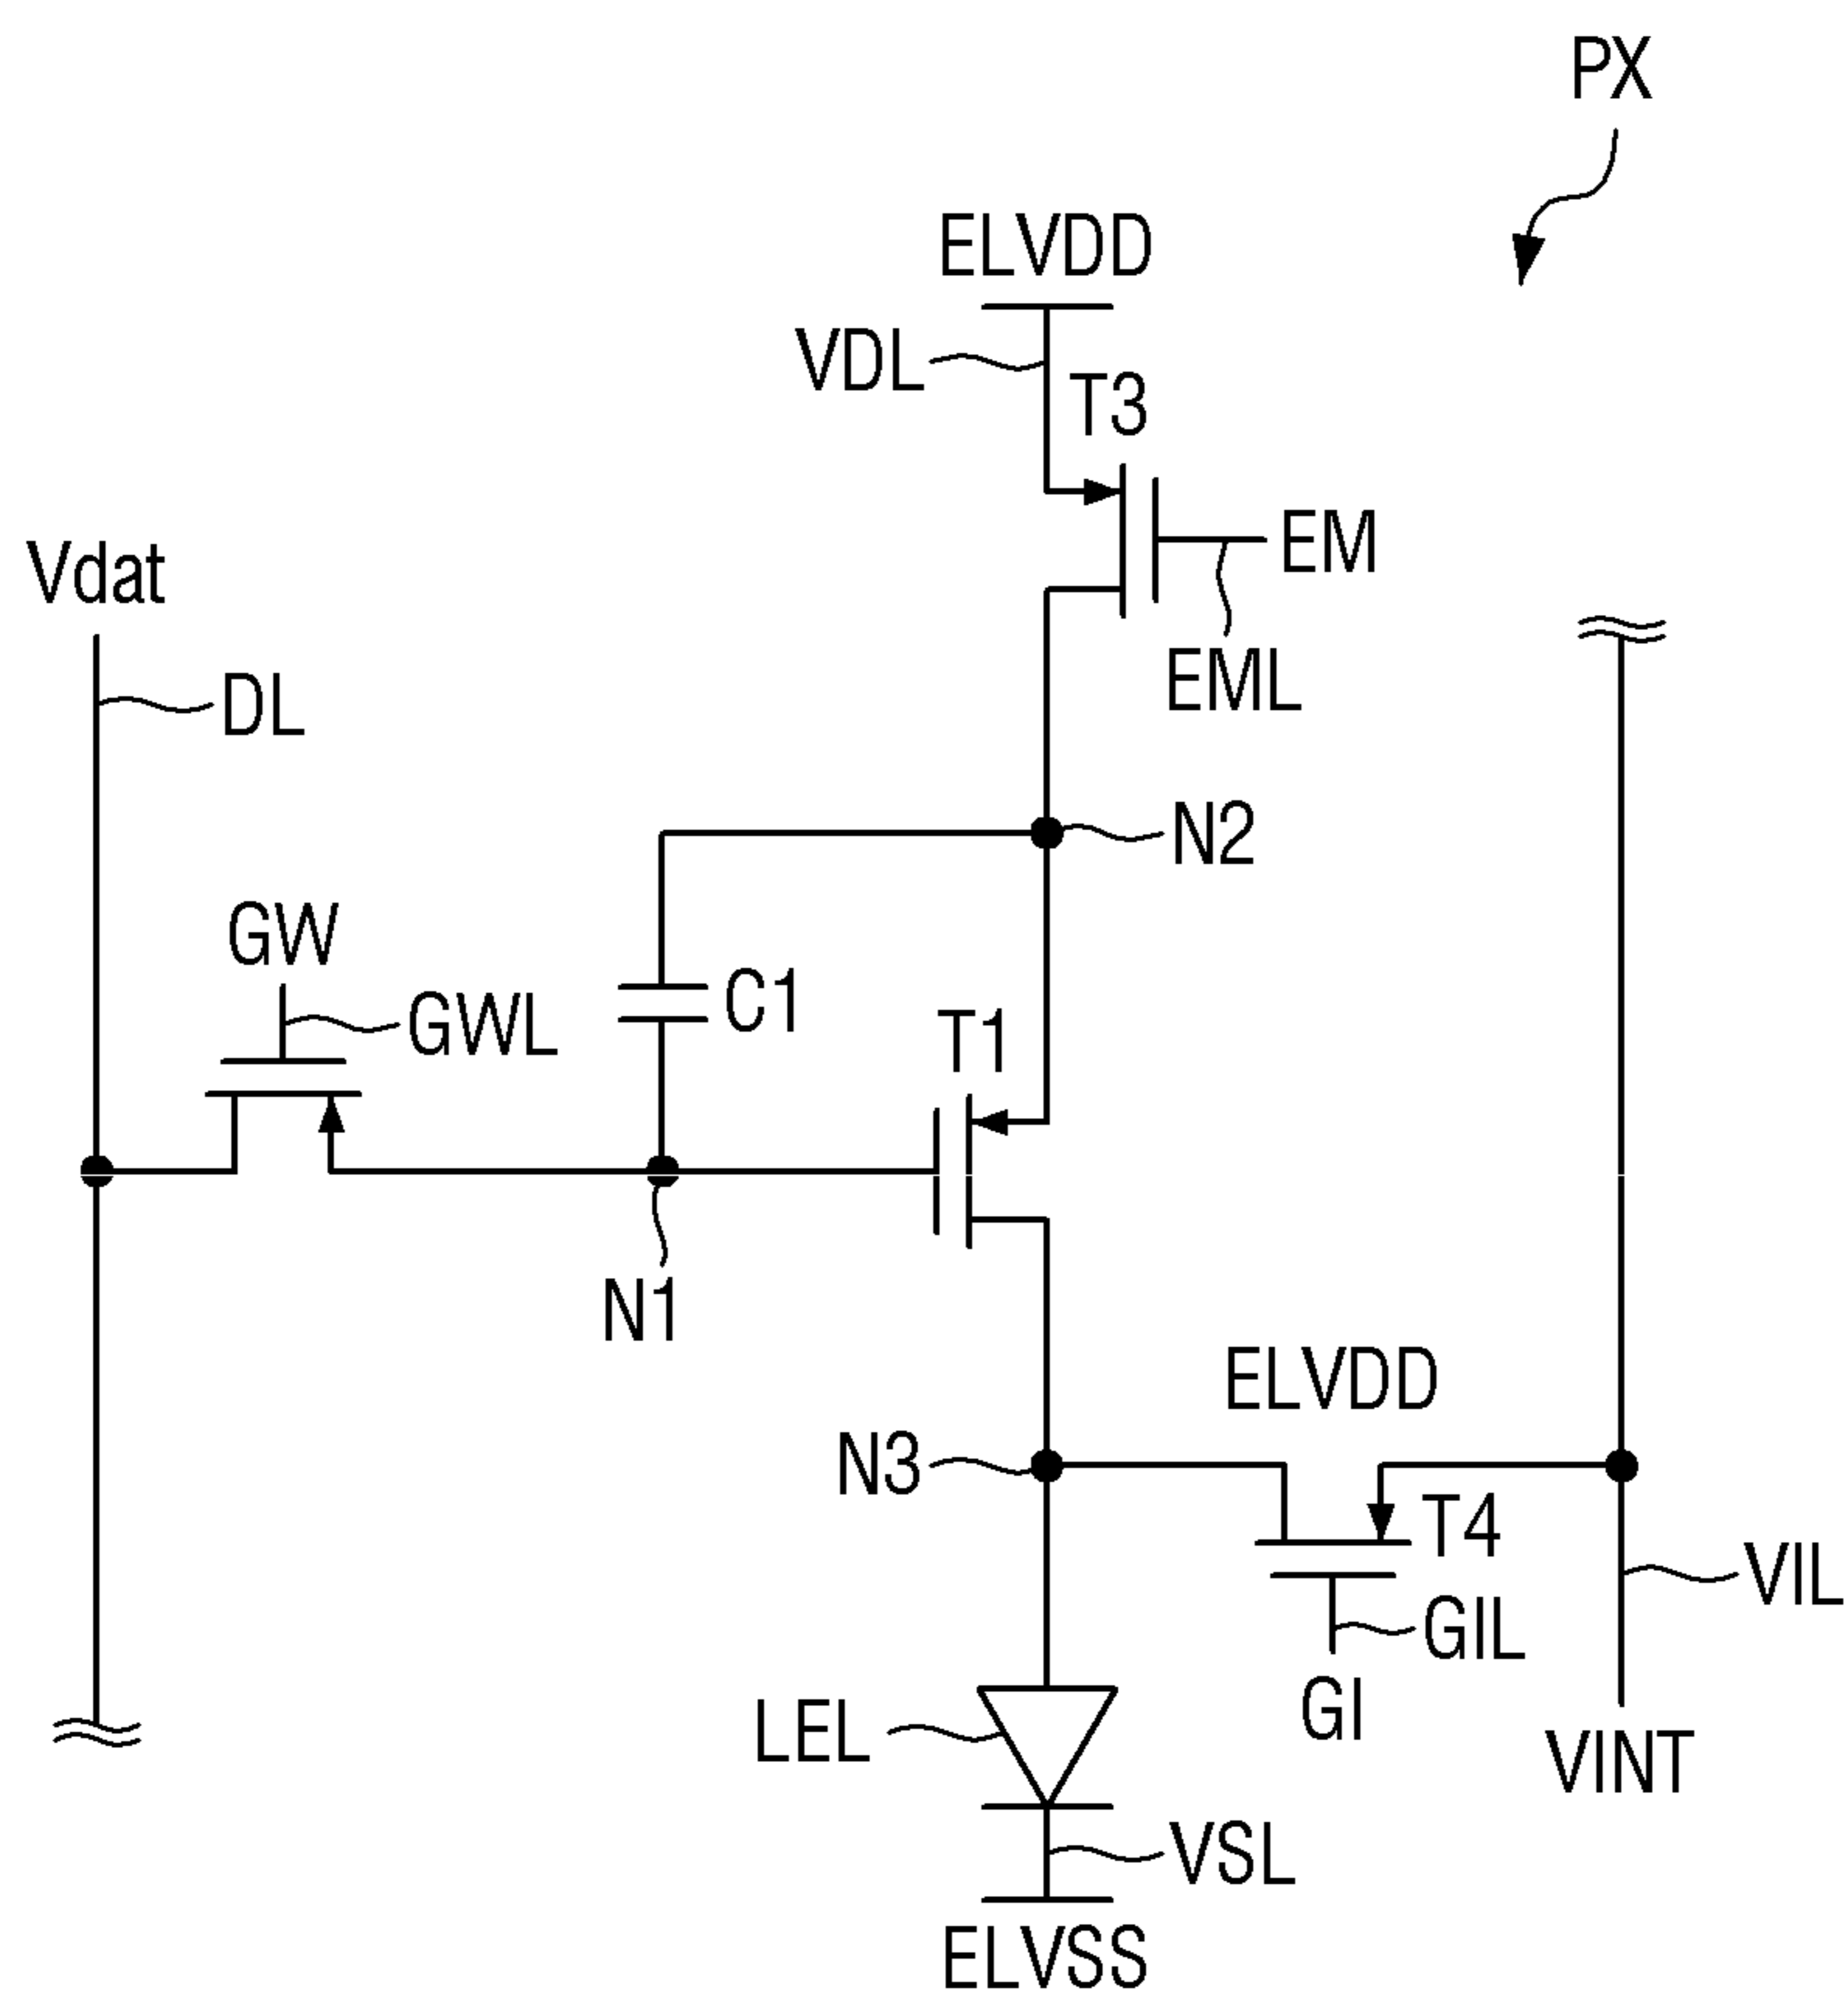 PX
ELVDD
VDL
T3
EM
Vdat
EML
DL
N2
GW
C1
GWL
T1
N1
ELVDD
N3
T4
VIL
GIL
GI
LEL
VINT
VSL
ELVSS